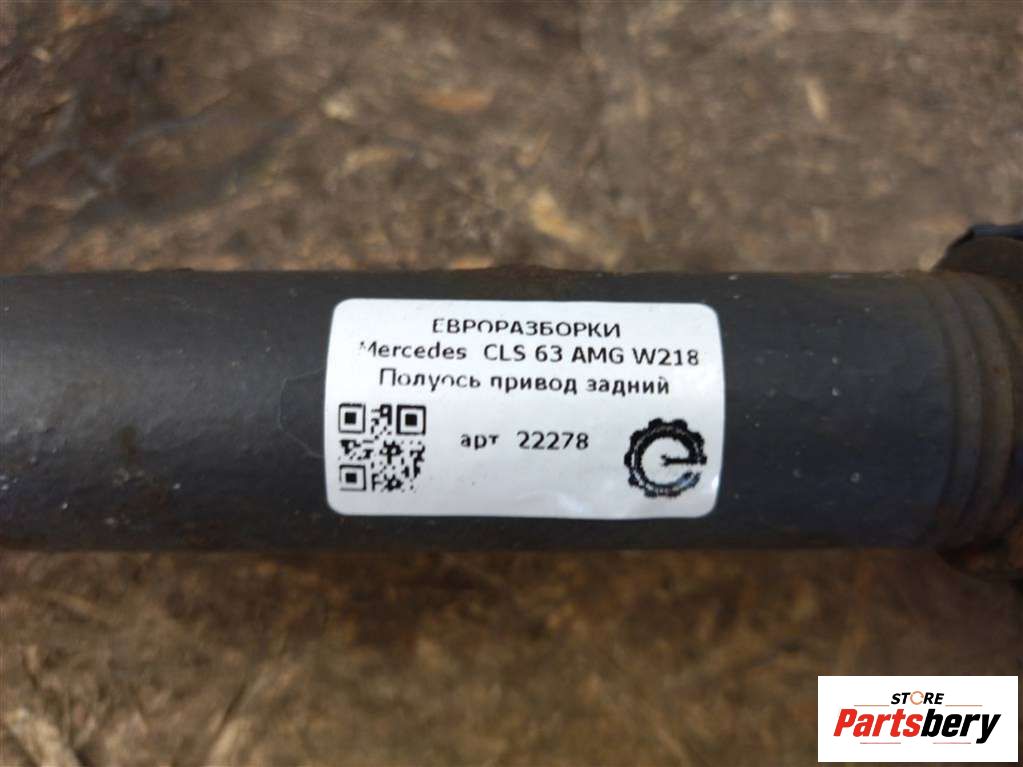 ЕВРОРАЗБОРКИ
Mercedes CLS 63 AMG W218
Полуось привод задний
арт 22278
STORE
Partsbery